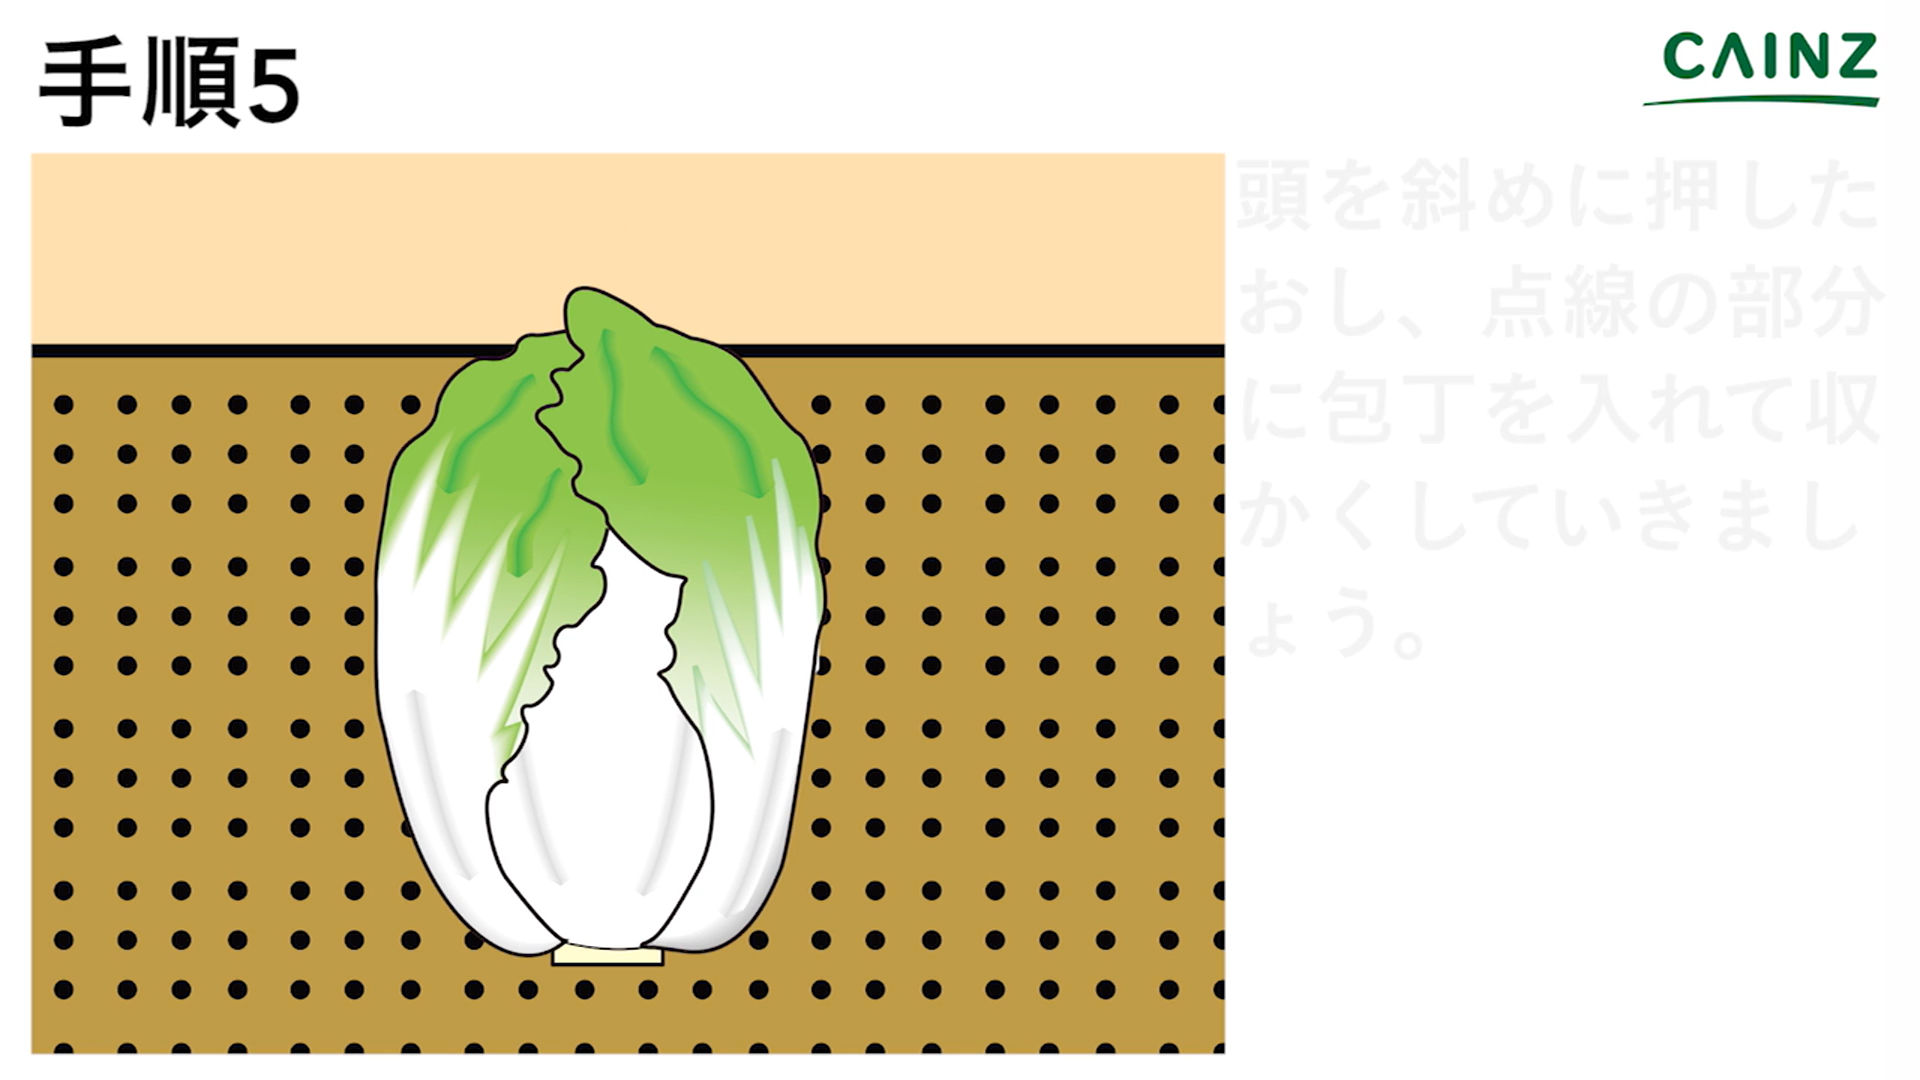 手順5
CAINZ
頭を斜めに押した
おし、点線の部分
に包丁を入れて収
かくしていきまし
ょう。